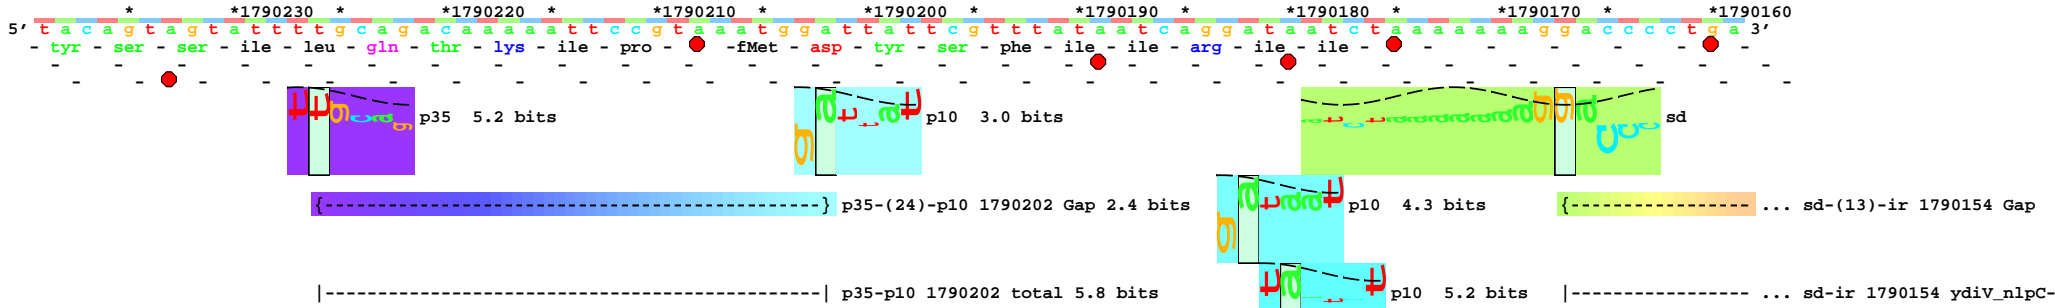 * *1790230 * *1790220 * *1790210 * *1790200 * *1790190 * *1790180 * *1790170 * *1790160
5' t a c a g t a g t a t t t t g c a g a c a a a a a t t c c g t a a a t g g a t t a t t c g t t t a t a a t c a g g a t a a t c t a a a a a a a g g a c c c c t g a 3'
- tyr - ser - ser - ile - leu - gln - thr - lys - ile - pro - - fMet - asp - tyr - ser - phe - ile - ile - arg - ile - ile - - - - - -
t t g c a g p35 5.2 bits g a t t a t p10 3.0 bits a t c t a a a a a a a g g a c c c sd
{------------------------} p35-(24)-p10 1790202 Gap 2.4 bits g a t a a t p10 4.3 bits {--------- ... sd-(13)-ir 1790154 Gap
|------------------------| p35-p10 1790202 total 5.8 bits t a p10 5.2 bits |--------- ... sd-ir 1790154 ydiV_nlpC-